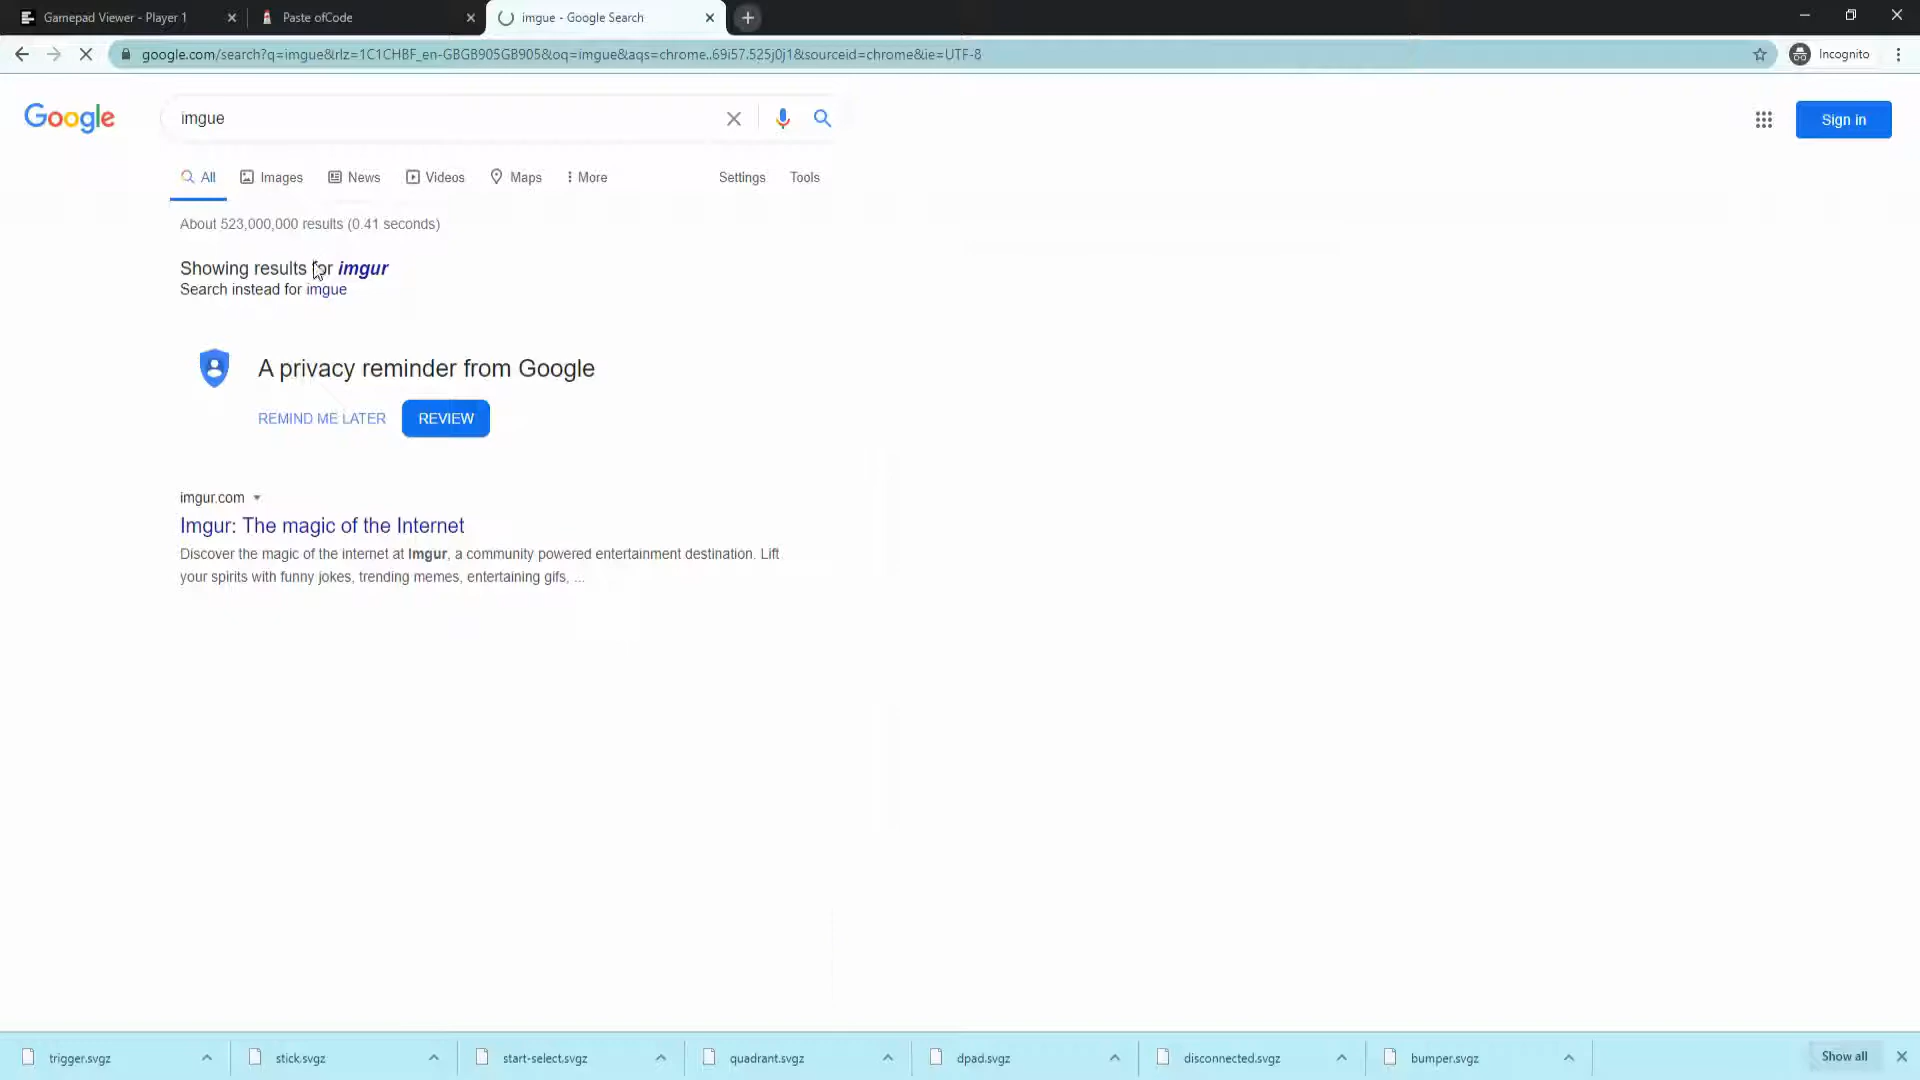 Gamepad Viewer - Player 1
Paste ofCode
imgue - Google Search
google.com/search?q=imgue&rlz=1C1CHBF_en-GBGB905GB905&oq=imgue&aqs=chrome..69i57.525j0j1&sourceid=chrome&ie=UTF-8
Incognito
Google
imgue
Sign in
All
Images
News
Videos
Maps
More
Settings
Tools
About 523,000,000 results (0.41 seconds)
Showing results for imgur
Search instead for imgue
A privacy reminder from Google
REMIND ME LATER
REVIEW
imgur.com
Imgur: The magic of the Internet
Discover the magic of the internet at Imgur, a community powered entertainment destination. Lift
your spirits with funny jokes, trending memes, entertaining gifs, ...
trigger.svgz
stick.svgz
start-select.svgz
quadrant.svgz
dpad.svgz
disconnected.svgz
bumper.svgz
Show all